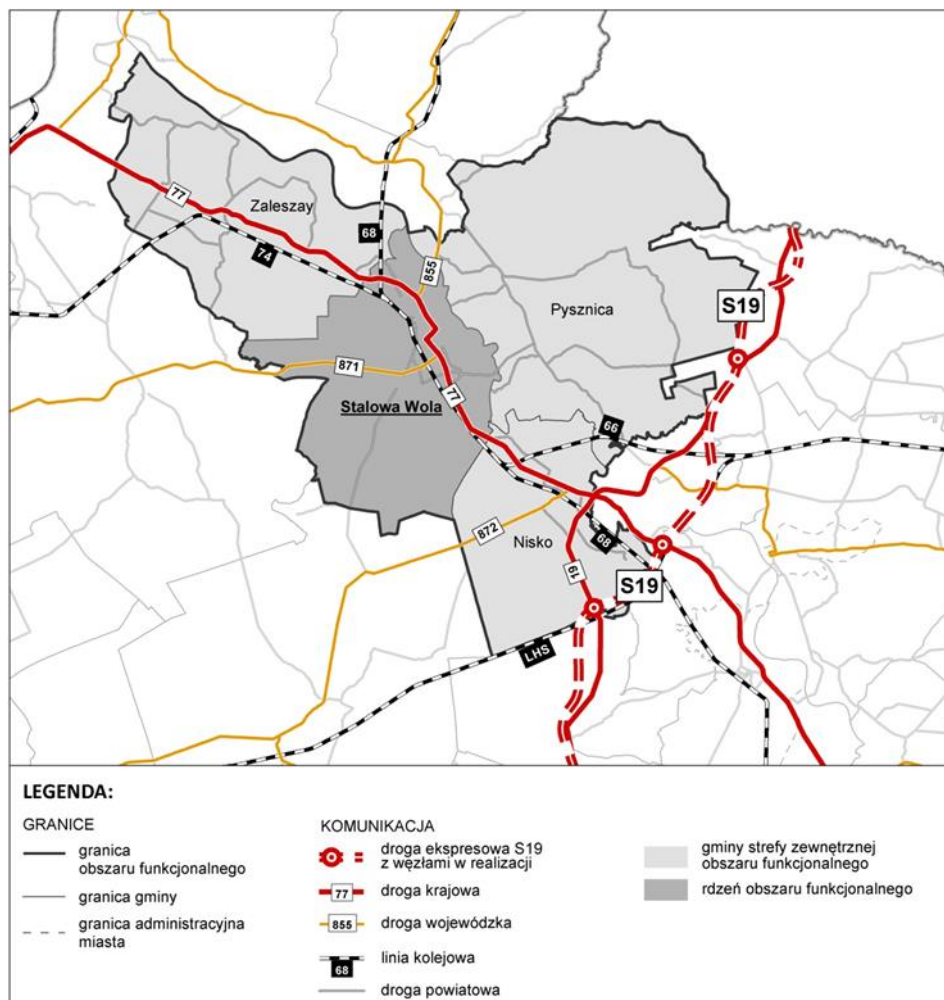 77
Zaleszay
68
74
855
S19
Pysznica
871
Stalowa Wola
77
66
872
Nisko
68
19
S19
LHS
LEGENDA:
GRANICE
granica
obszaru funkcjonalnego
granica gminy
granica administracyjna
miasta
KOMUNIKACJA
droga ekspresowa S19
z węzłami w realizacji
77 droga krajowa
855 droga wojewódzka
68 linia kolejowa
droga powiatowa
gminy strefy zewnętrznej
obszaru funkcjonalnego
rdzeń obszaru funkcjonalnego